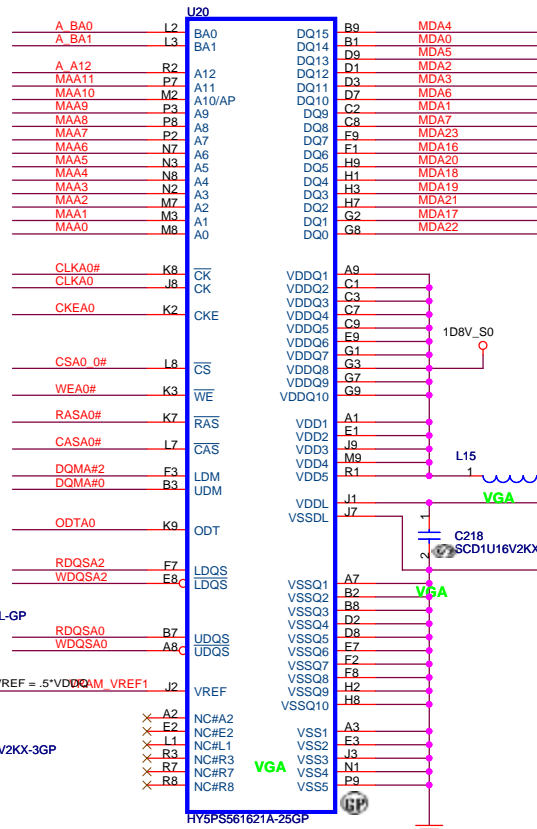 U20
A_BA0 L2 BA0 DQ15 B9 MDA4
A_BA1 L3 BA1 DQ14 B1 MDA0
DQ13 D9 MDA5
A_A12 R2 A12 DQ12 D1 MDA2
MAA11 P7 A11 DQ11 D3 MDA3
MAA10 M2 A10/AP DQ10 D7 MDA6
MAA9 P3 A9 DQ9 C2 MDA1
MAA8 P8 A8 DQ8 C8 MDA7
MAA7 P2 A7 DQ7 F9 MDA23
MAA6 N7 A6 DQ6 F1 MDA16
MAA5 N3 A5 DQ5 H9 MDA20
MAA4 N8 A4 DQ4 H1 MDA18
MAA3 N2 A3 DQ3 H3 MDA19
MAA2 M7 A2 DQ2 H7 MDA21
MAA1 M3 A1 DQ1 G2 MDA17
MAA0 M8 A0 DQ0 G8 MDA22
CLKA0# K8 CK VDDQ1 A9
CLKA0 J8 CK VDDQ2 C1
VDDQ3 C3
CKEA0 K2 CKE VDDQ4 C7
VDDQ5 C9
VDDQ6 E9
1D8V_S0
VDDQ7 G1
CSA0_0# L8 CS VDDQ8 G3
VDDQ9 G7
WEA0# K3 WE VDDQ10 G9
RASA0# K7 RAS VDD1 A1
VDD2 E1
CASA0# L7 CAS VDD3 J9
VDD4 M9
L15
DQMA#2 F3 LDM VDD5 R1 1
DQMA#0 B3 UDM
VGA
VDDL J1
VSSDL J7
1
ODTA0 K9 ODT
C218
SCD1U16V2KX
2
RDQSA2 F7 LDQS
WDQSA2 E8 LDQS VSSQ1 A7
VGA
VSSQ2 B2
VSSQ3 B8
L-GP
VSSQ4 D2
RDQSA0 B7 UDQS VSSQ5 D8
WDQSA0 A8 UDQS VSSQ6 E7
VSSQ7 F2
VSSQ8 F8
VREF = .5*VDDQ
RAM_VREF1 J2 VREF VSSQ9 H2
VSSQ10 H8
A2 NC#A2
E2 NC#E2 VSS1 A3
L1 NC#L1 VSS2 E3
V2KX-3GP
R3 NC#R3 VSS3 J3
R7 NC#R7 VGA VSS4 N1
R8 NC#R8 VSS5 P9
GP
HY5PS561621A-25GP